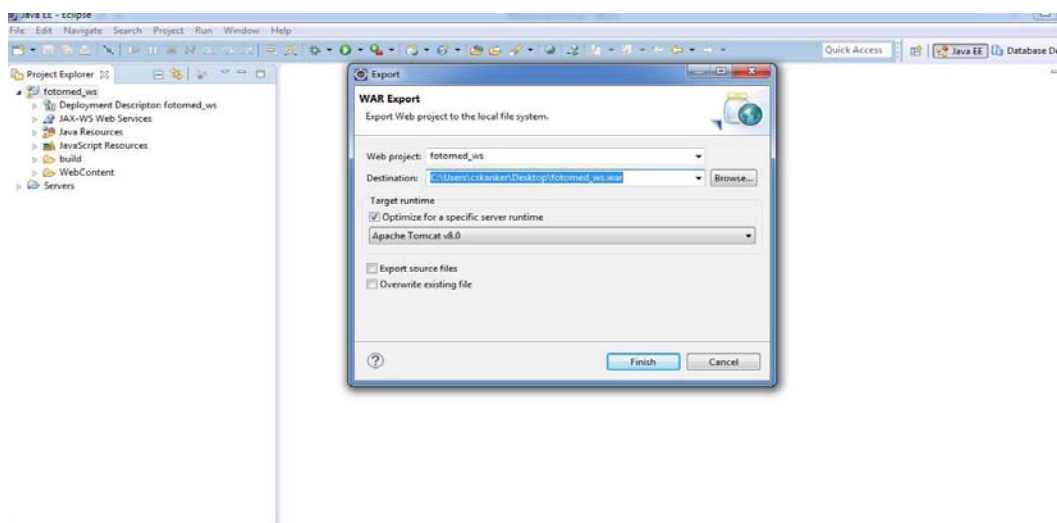 Java EE - Eclipse
File Edit Navigate Search Project Run Window Help
Quick Access
Java EE
Database De
Project Explorer
fotomed_ws
Deployment Descriptor: fotomed_ws
JAX-WS Web Services
Java Resources
JavaScript Resources
build
WebContent
Servers
Export
WAR Export
Export Web project to the local file system.
Web project: fotomed_ws
Destination: C:\Users\cskanker\Desktop\fotomed_ws.war Browse...
Target runtime
Optimize for a specific server runtime
Apache Tomcat v8.0
Export source files
Overwrite existing file
Finish Cancel